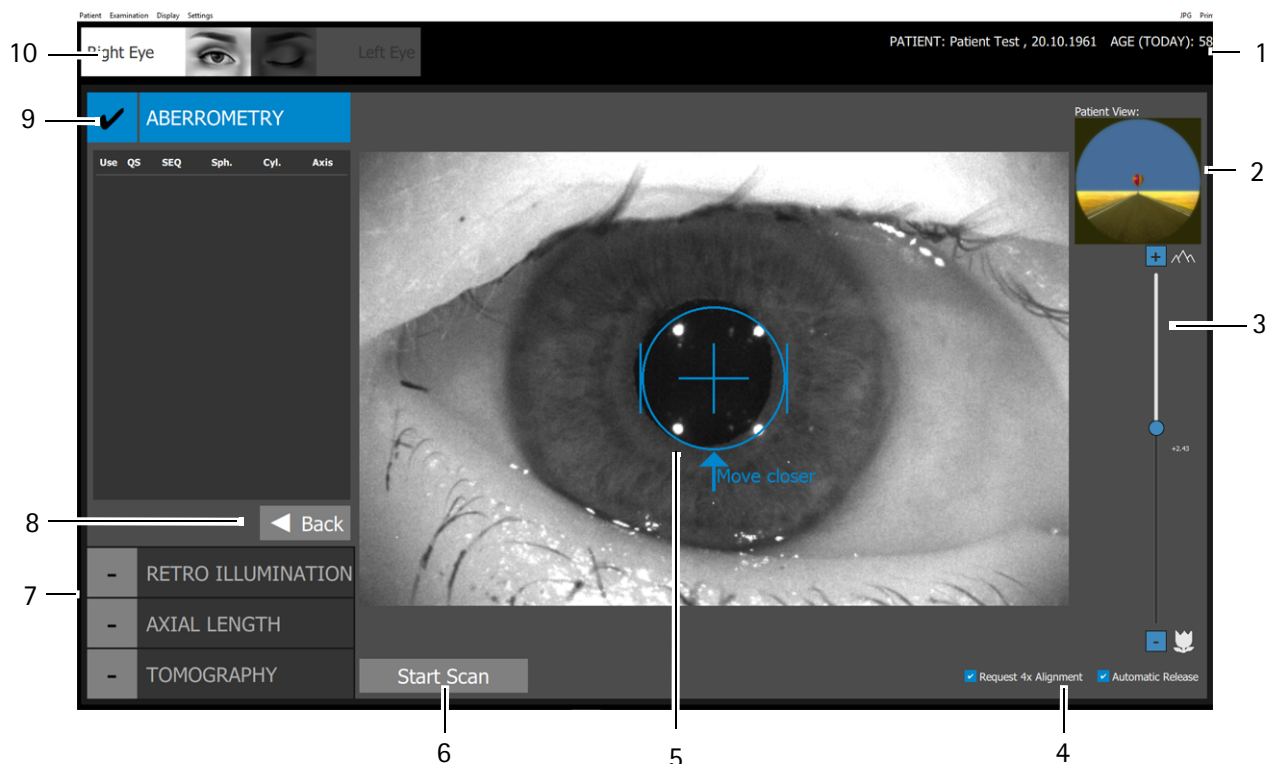 Patient Examination Display Settings JPG Prin
10 Right Eye Left Eye PATIENT: Patient Test , 20.10.1961 AGE (TODAY): 58 1
9 ABERROMETRY Patient View:
Use QS SEQ Sph. Cyl. Axis
2
+
3
Move closer
+2.43
8 Back
- RETRO ILLUMINATION
7
- AXIAL LENGTH
-
- TOMOGRAPHY Start Scan Request 4x Alignment Automatic Release
6 5 4